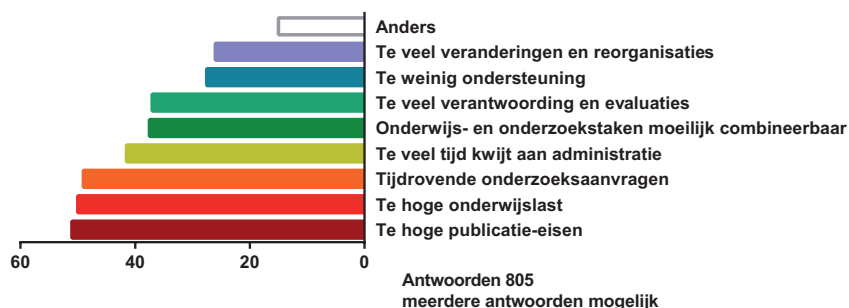 Anders
Te veel veranderingen en reorganisaties
Te weinig ondersteuning
Te veel verantwoording en evaluaties
Onderwijs- en onderzoekstaken moeilijk combineerbaar
Te veel tijd kwijt aan administratie
Tijdrovende onderzoeksaanvragen
Te hoge onderwijslast
Te hoge publicatie-eisen
60 40 20 0
Antwoorden 805
meerdere antwoorden mogelijk